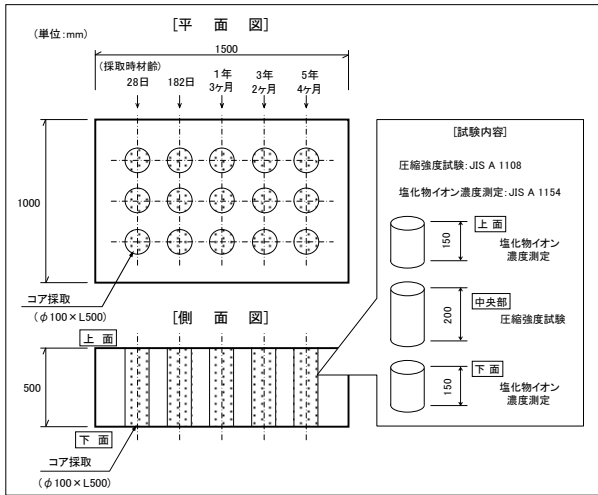 [平 面 図]
(単位:mm)
1500
(採取時材齢)
28日
182日
1年
3ヶ月
3年
2ヶ月
5年
4ヶ月
1000
コア採取
(φ100×L500)
[側 面 図]
上 面
500
下 面
コア採取
(φ100×L500)
[試験内容]
圧縮強度試験:JIS A 1108
塩化物イオン濃度測定:JIS A 1154
上 面
150
塩化物イオン
濃度測定
中央部
200
圧縮強度試験
下 面
150
塩化物イオン
濃度測定